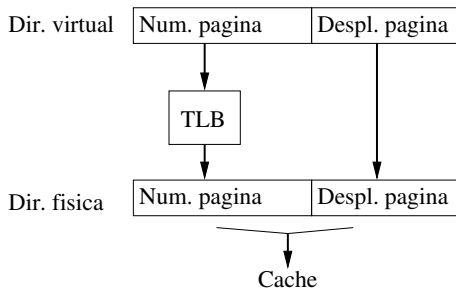 Dir. virtual Num. pagina Despl. pagina
TLB
Dir. fisica Num. pagina Despl. pagina
Cache